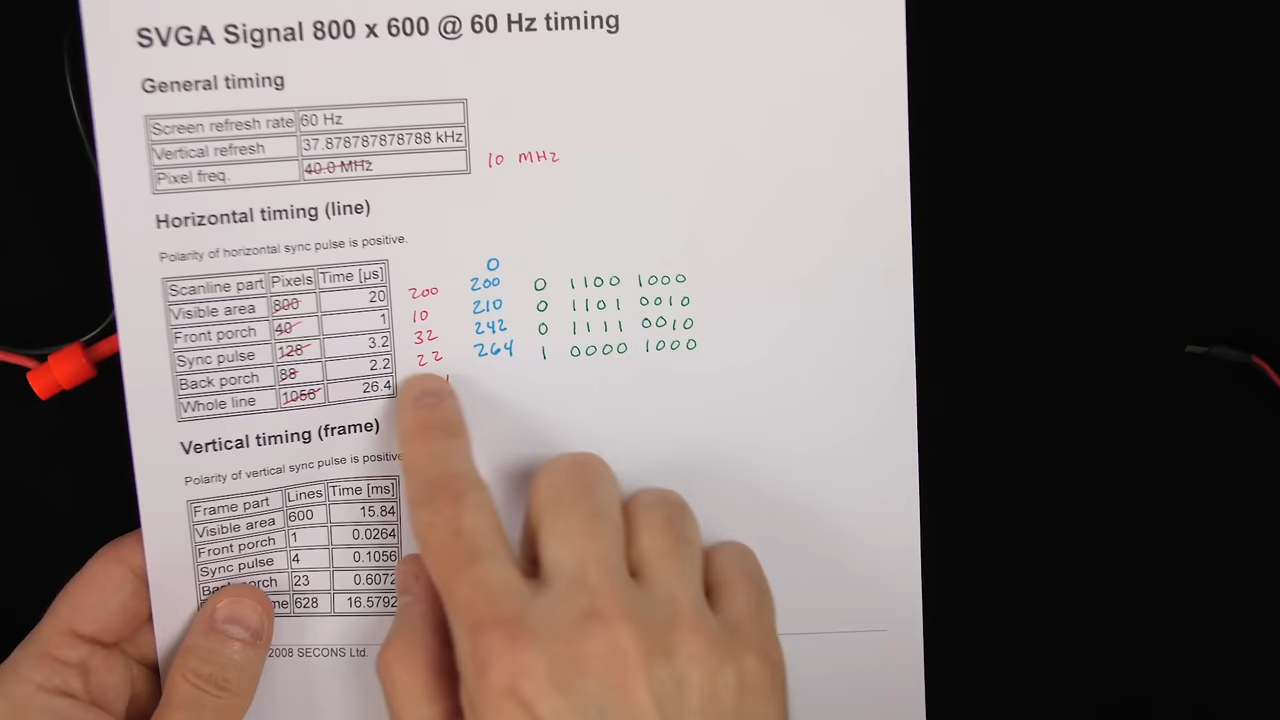 SVGA Signal 800 x 600 @ 60 Hz timing
General timing
Screen refresh rate 60 Hz
Vertical refresh 37.878787878788 kHz
Pixel freq. 40.0 MHz 10 MHz
Horizontal timing (line)
Polarity of horizontal sync pulse is positive.
0
Scanline part Pixels Time [µs]
Visible area 800 20 200 200 0 1100 1000
Front porch 40 1 10 210 0 1101 0010
Sync pulse 128 3.2 32 242 0 1111 0010
Back porch 88 2.2 22 264 1 0000 1000
Whole line 1056 26.4
Vertical timing (frame)
Polarity of vertical sync pulse is positive
Frame part Lines Time [ms]
Visible area 600 15.84
Front porch 1 0.0264
Sync pulse 4 0.1056
23 0.6072
628 16.5792
2008 SECONS Ltd.